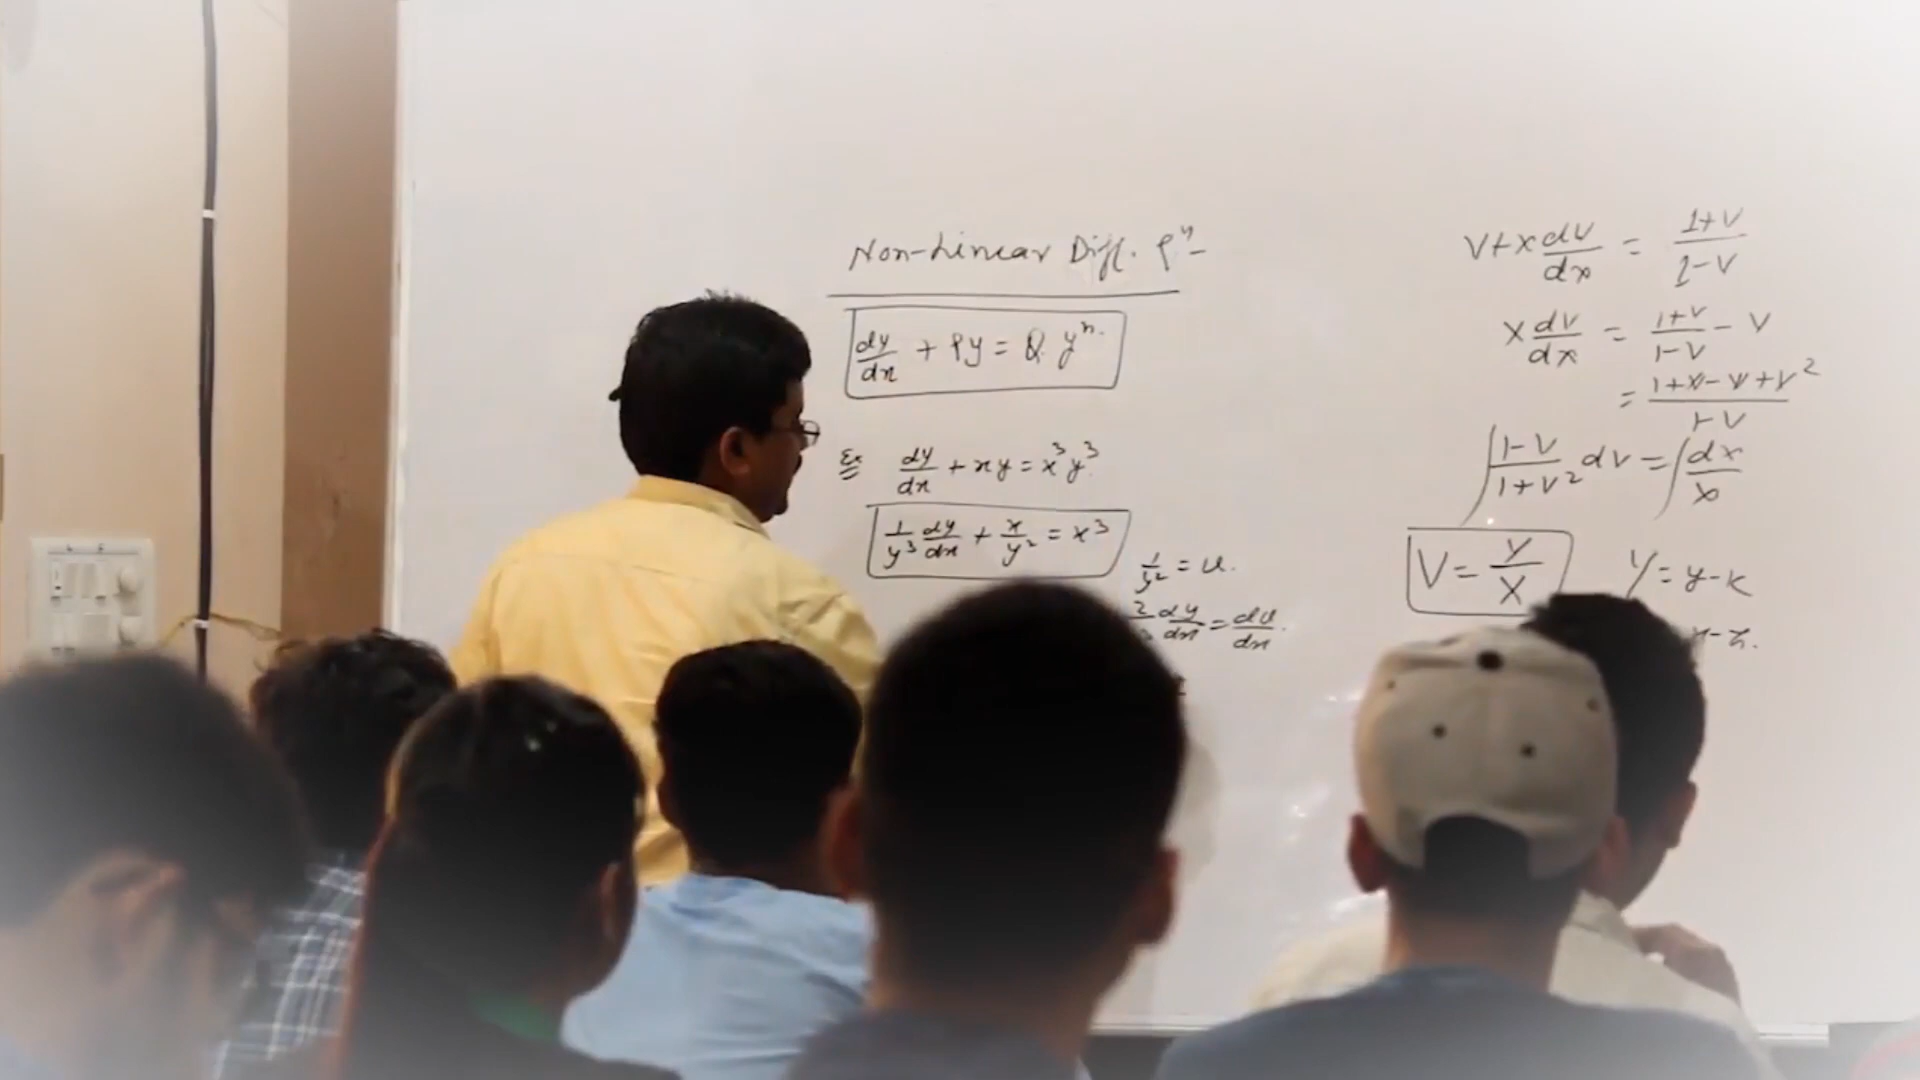 Non-Linear Diff. eⁿ-
dy/dx + Py = Q yⁿ.
Ex dy/dx + xy = x³y³.
1/y³ dy/dx + x/y² = x³
1/y² = u.
2 dy/dx = du/dx.
V+x dV/dx = 1+V/1-V
x dV/dx = 1+V/1-V - V
= 1+V-V+V²/1-V
∫ 1-V/1+V² dV = ∫ dx/x
V = Y/X
Y = y-k
x-h.